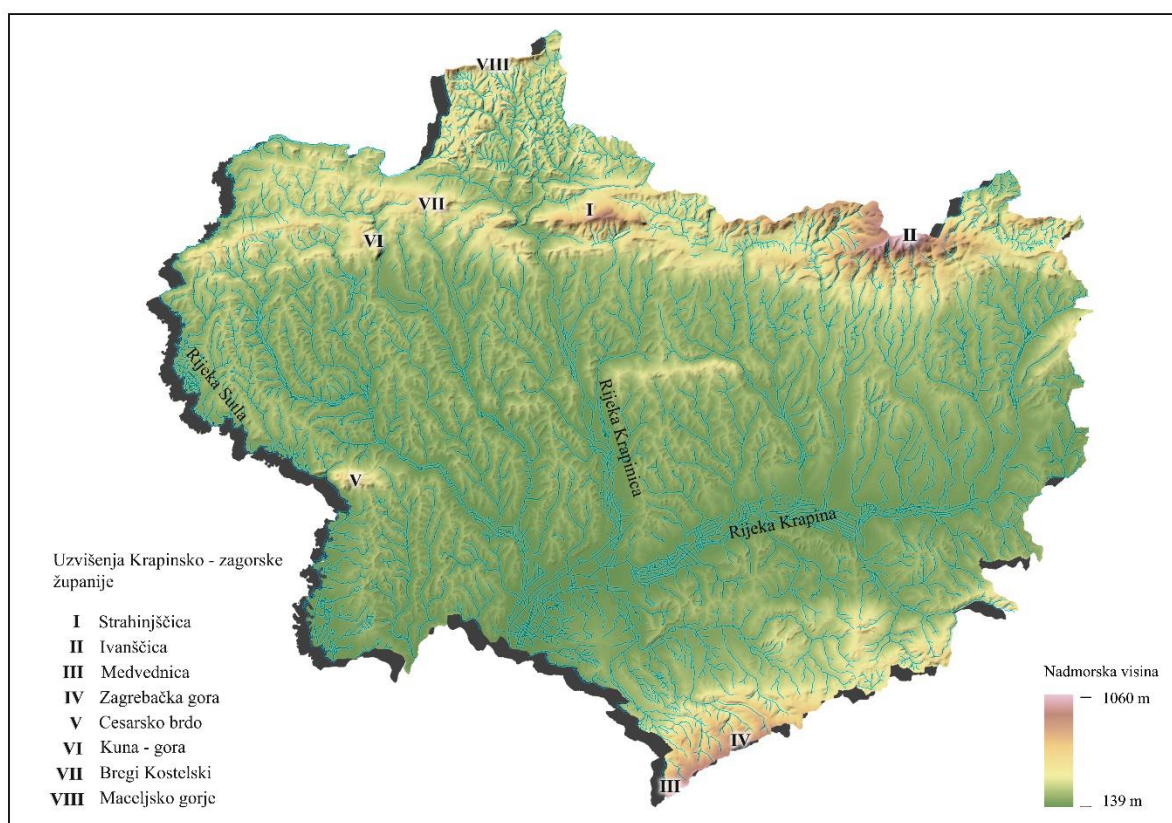 VIII
VII
I
VI
II
Rijeka Sutla
Rijeka Krapinica
V
Rijeka Krapina
IV
III
Uzvišenja Krapinsko - zagorske
županije
I Strahinjščica
II Ivanščica
III Medvednica
IV Zagrebačka gora
V Cesarsko brdo
VI Kuna - gora
VII Bregi Kostelski
VIII Maceljsko gorje
Nadmorska visina
1060 m
139 m